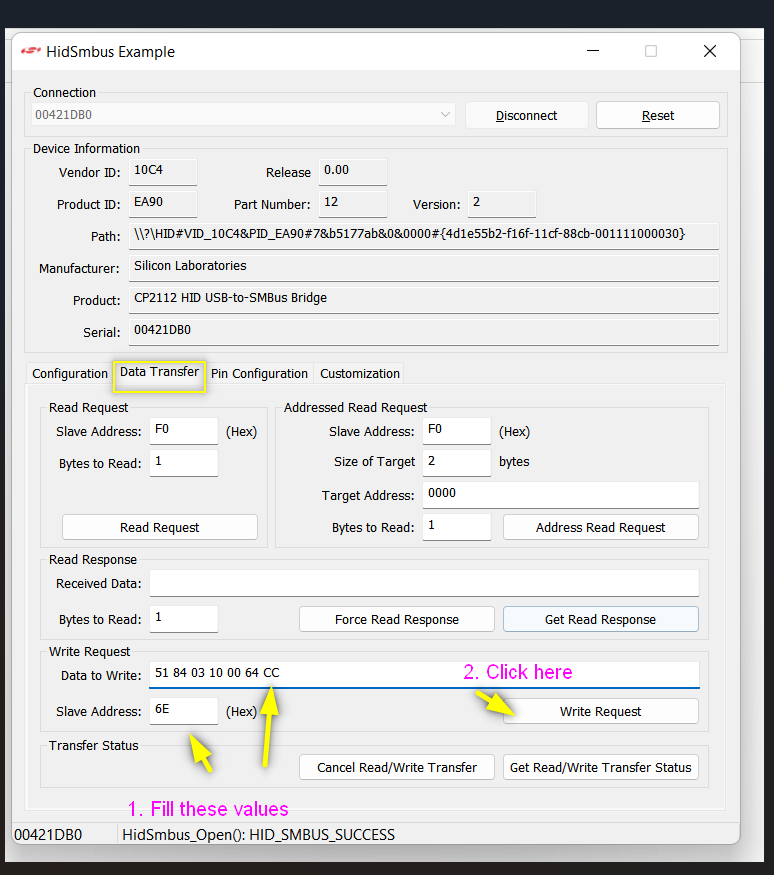 HidSmbus Example
Connection
00421DB0 Disconnect Reset
Device Information
Vendor ID: 10C4 Release 0.00
Product ID: EA90 Part Number: 12 Version: 2
Path: \\?\HID#VID_10C4&PID_EA90#7&b5177ab&0&0000#{4d1e55b2-f16f-11cf-88cb-001111000030}
Manufacturer: Silicon Laboratories
Product: CP2112 HID USB-to-SMBus Bridge
Serial: 00421DB0
Configuration Data Transfer Pin Configuration Customization
Read Request Addressed Read Request
Slave Address: F0 (Hex) Slave Address: F0 (Hex)
Bytes to Read: 1 Size of Target 2 bytes
Target Address: 0000
Read Request Bytes to Read: 1 Address Read Request
Read Response
Received Data:
Bytes to Read: 1 Force Read Response Get Read Response
Write Request
Data to Write: 51 84 03 10 00 64 CC 2. Click here
Slave Address: 6E (Hex) Write Request
Transfer Status
Cancel Read/Write Transfer Get Read/Write Transfer Status
1. Fill these values
00421DB0 HidSmbus_Open(): HID_SMBUS_SUCCESS